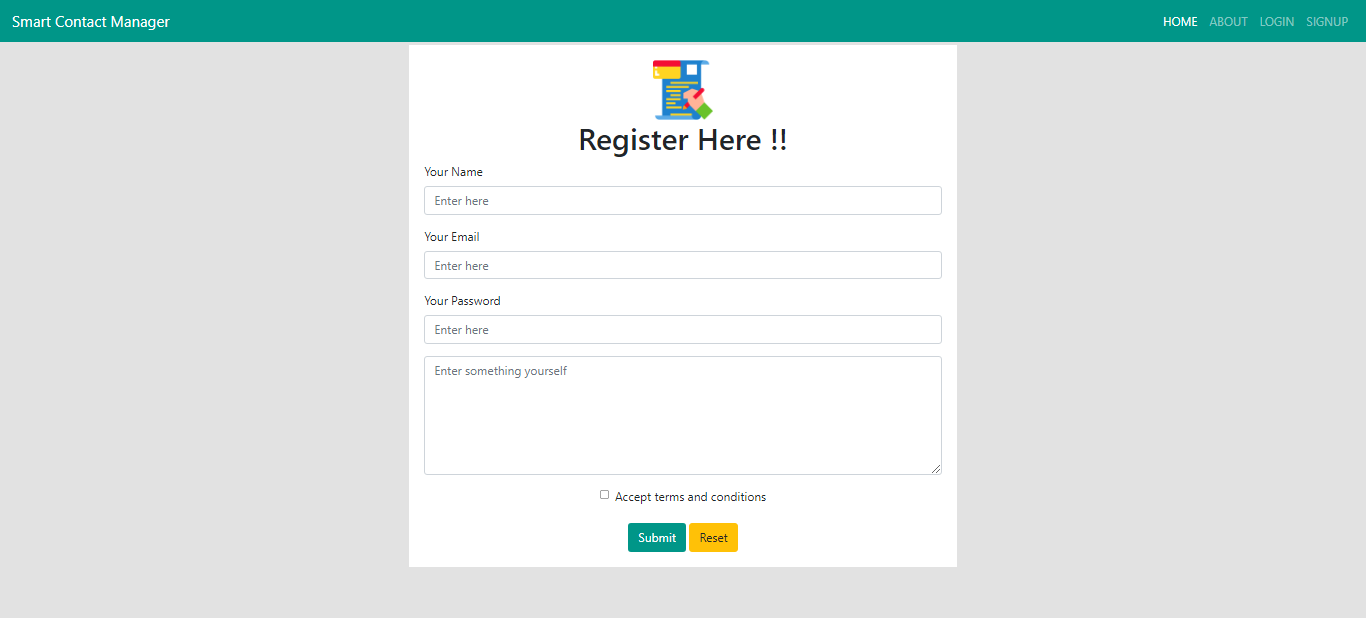 Smart Contact Manager HOME ABOUT LOGIN SIGNUP
Register Here !!
Your Name
Enter here
Your Email
Enter here
Your Password
Enter here
Enter something yourself
Accept terms and conditions
Submit Reset